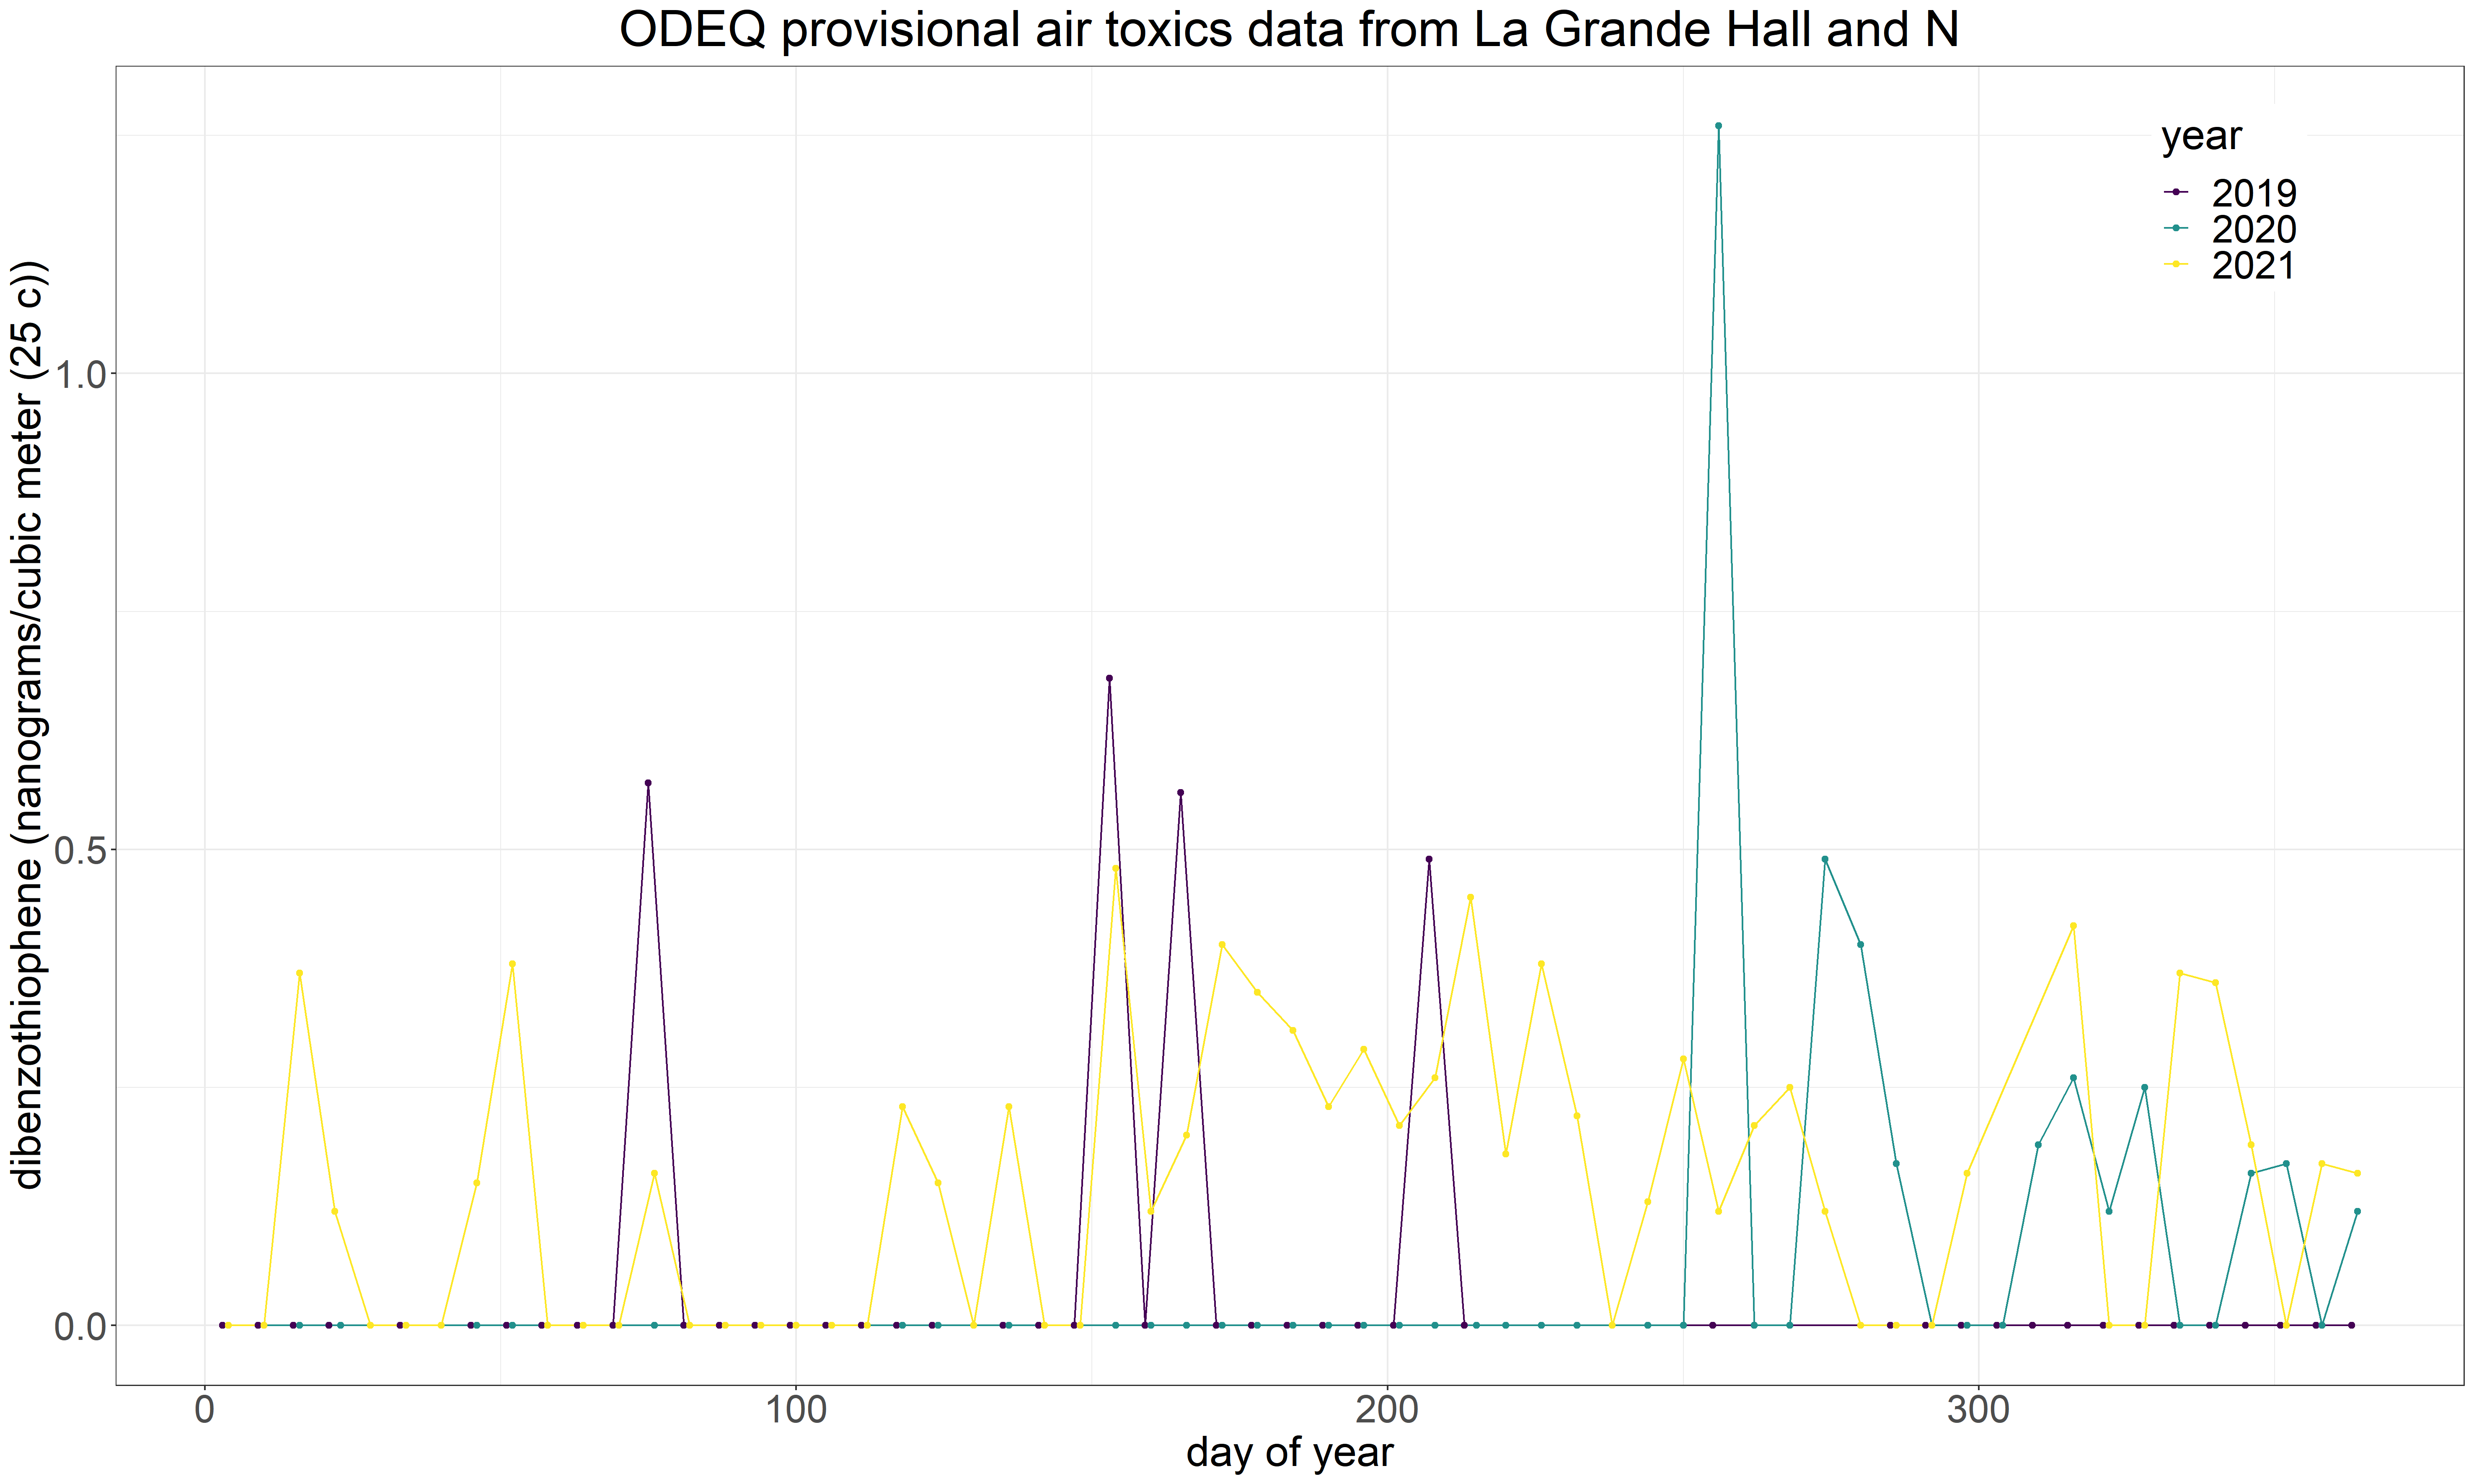 ODEQ provisional air toxics data from La Grande Hall and N
dibenzothiophene (nanograms/cubic meter (25 c))
1.0
0.5
0.0
year
2019
2020
2021
0 100 200 300
day of year